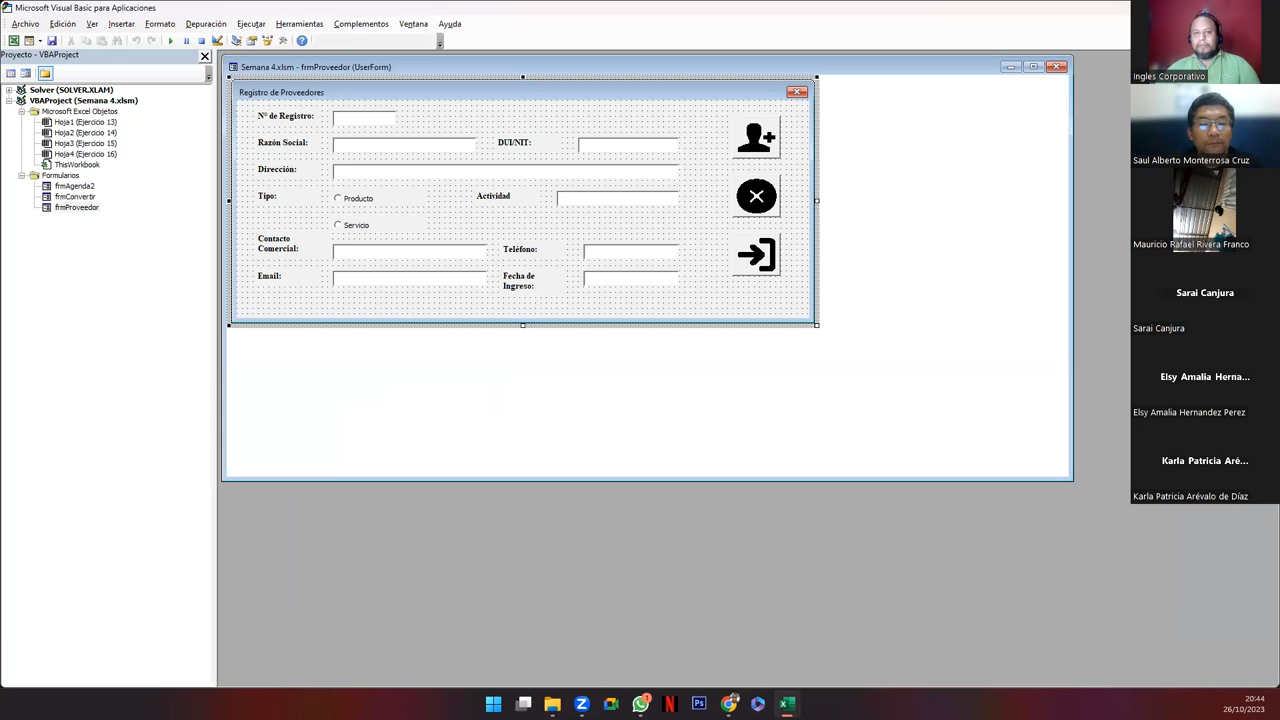 Microsoft Visual Basic para Aplicaciones
Archivo Edición Ver Insertar Formato Depuración Ejecutar Herramientas Complementos Ventana Ayuda
Proyecto - VBAProject
Solver (SOLVER.XLAM)
VBAProject (Semana 4.xlsm)
Microsoft Excel Objetos
Hoja1 (Ejercicio 13)
Hoja2 (Ejercicio 14)
Hoja3 (Ejercicio 15)
Hoja4 (Ejercicio 16)
ThisWorkbook
Formularios
frmAgenda2
frmConvertir
frmProveedor
Semana 4.xlsm - frmProveedor (UserForm)
Registro de Proveedores
N° de Registro:
Razón Social:
DUI/NIT:
Dirección:
Tipo:
Producto
Actividad
Servicio
Contacto
Comercial:
Teléfono:
Email:
Fecha de
Ingreso:
Ingles Corporativo
Saul Alberto Monterrosa Cruz
Mauricio Rafael Rivera Franco
Sarai Canjura
Sarai Canjura
Elsy Amalia Herna...
Elsy Amalia Hernandez Perez
Karla Patricia Aré...
Karla Patricia Arévalo de Díaz
1
N
Ps
20:44
26/10/2023